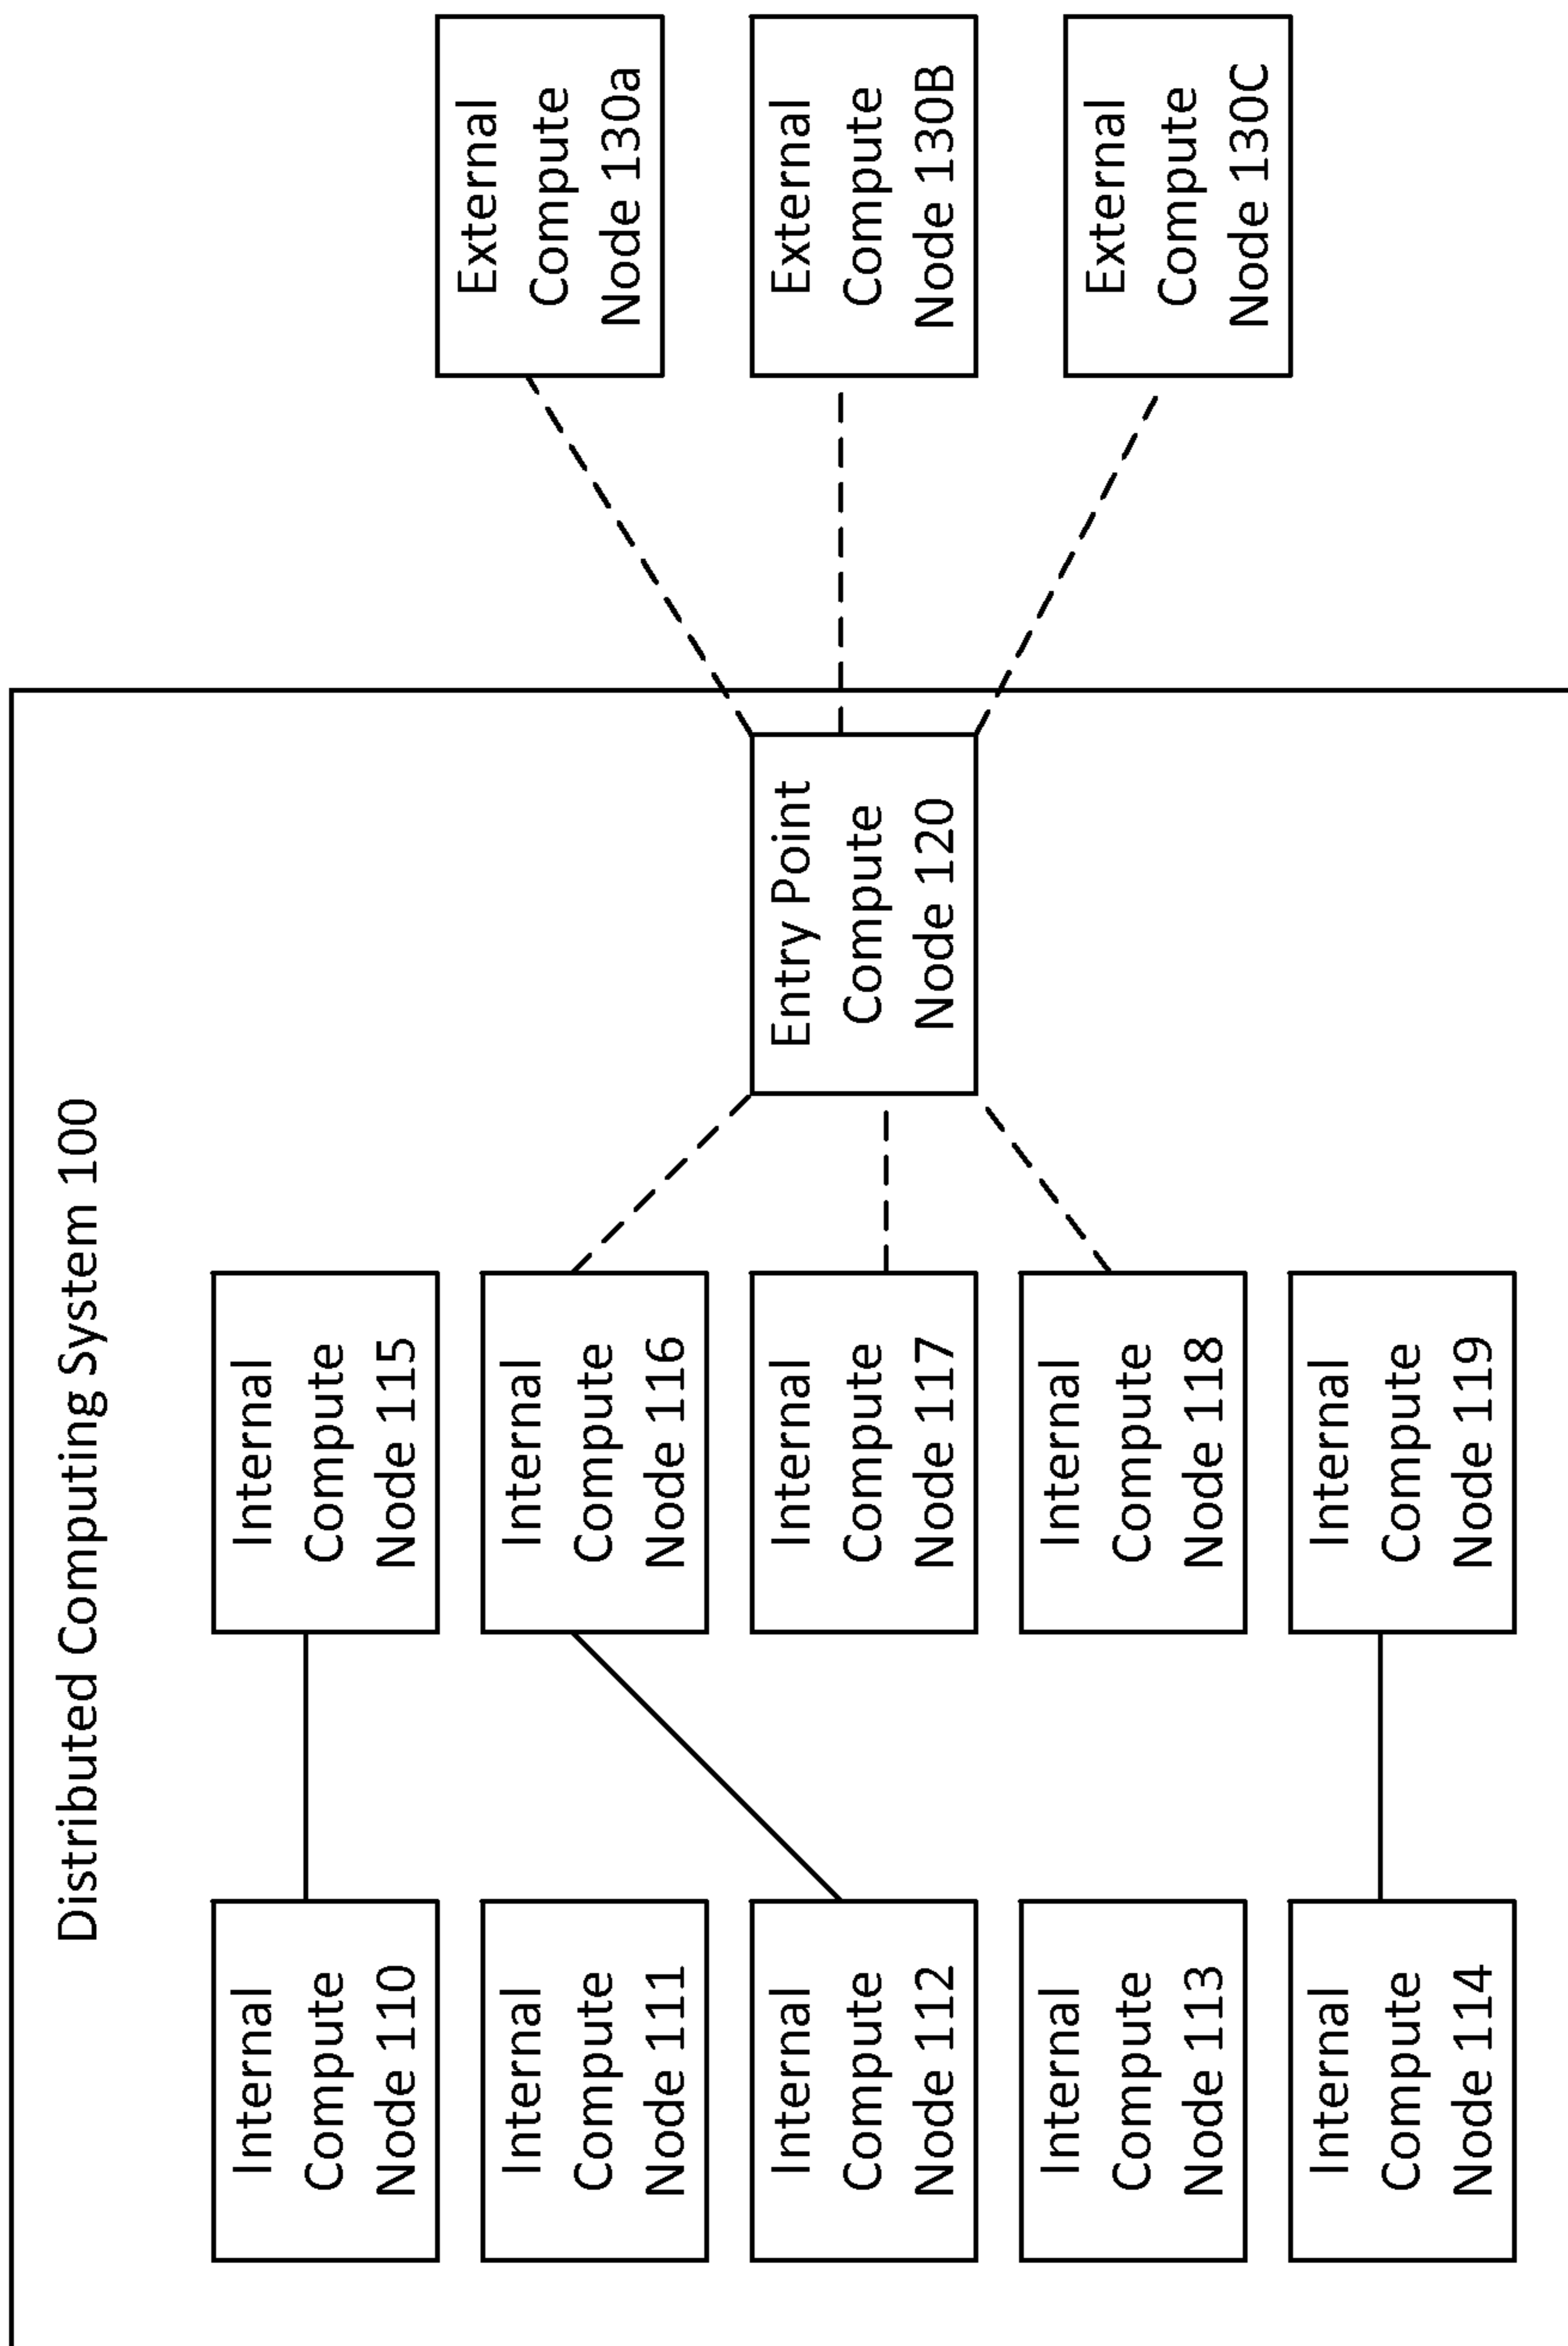 Distributed Computing System 100
Internal
Compute
Node 110
Internal
Compute
Node 115
Internal
Compute
Node 111
Internal
Compute
Node 116
Internal
Compute
Node 112
Internal
Compute
Node 117
Internal
Compute
Node 113
Internal
Compute
Node 118
Internal
Compute
Node 114
Internal
Compute
Node 119
Entry Point
Compute
Node 120
External
Compute
Node 130a
External
Compute
Node 130B
External
Compute
Node 130C